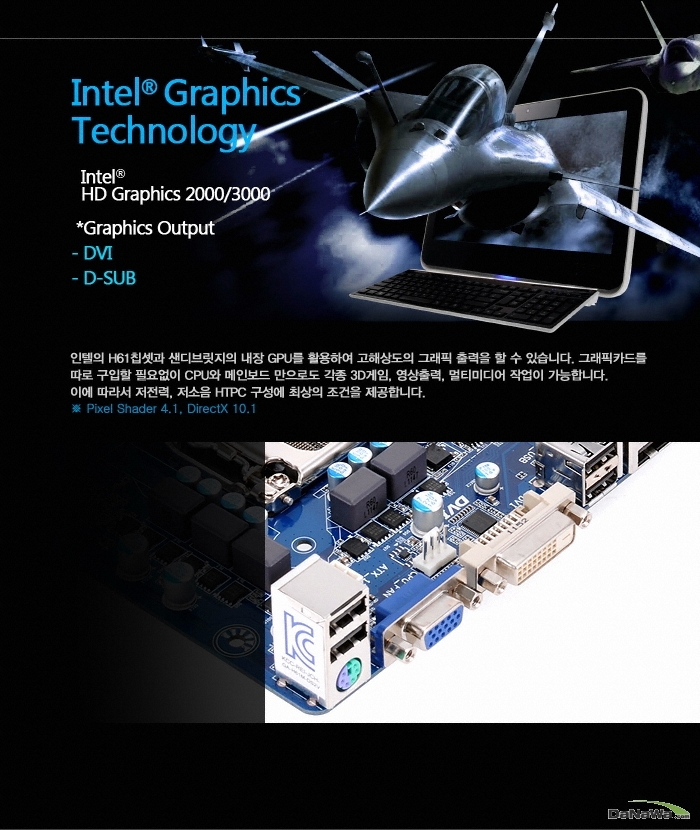 Intel® Graphics
Technology
Intel®
HD Graphics 2000/3000
*Graphics Output
- DVI
- D-SUB
인텔의 H61칩셋과 샌디브릿지의 내장 GPU를 활용하여 고해상도의 그래픽 출력을 할 수 있습니다. 그래픽카드를
따로 구입할 필요없이 CPU와 메인보드 만으로도 각종 3D게임, 영상출력, 멀티미디어 작업이 가능합니다.
이에 따라서 저전력, 저소음 HTPC 구성에 최상의 조건을 제공합니다.
※ Pixel Shader 4.1, DirectX 10.1
USB
DVI
CPU_FAN
KC
DaNaWa.com